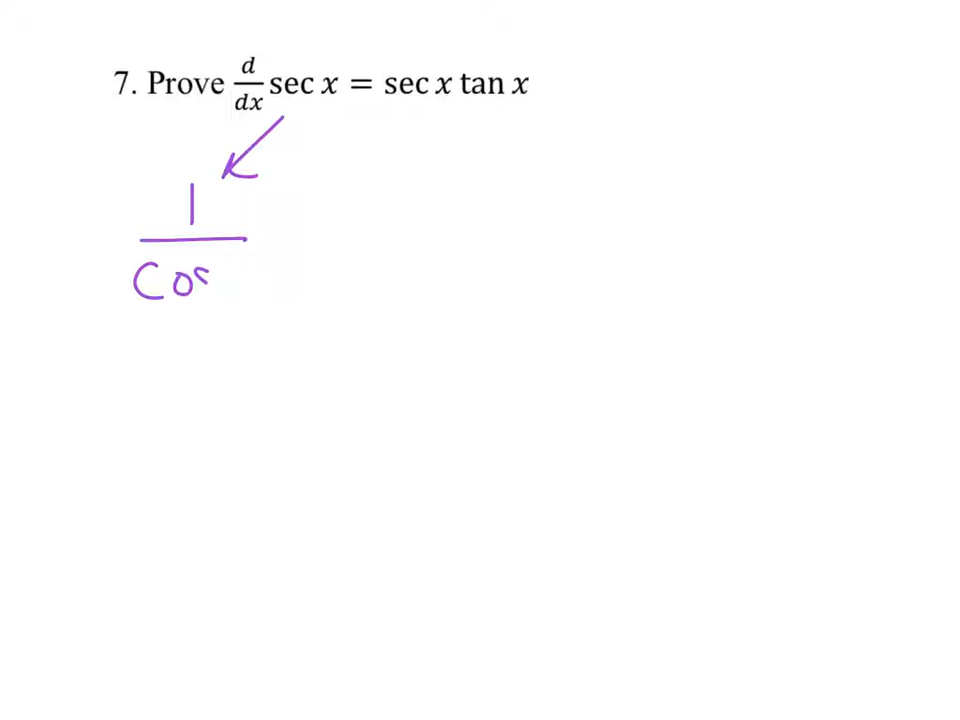 7. Prove d/dx sec x = sec x tan x
1
Cos